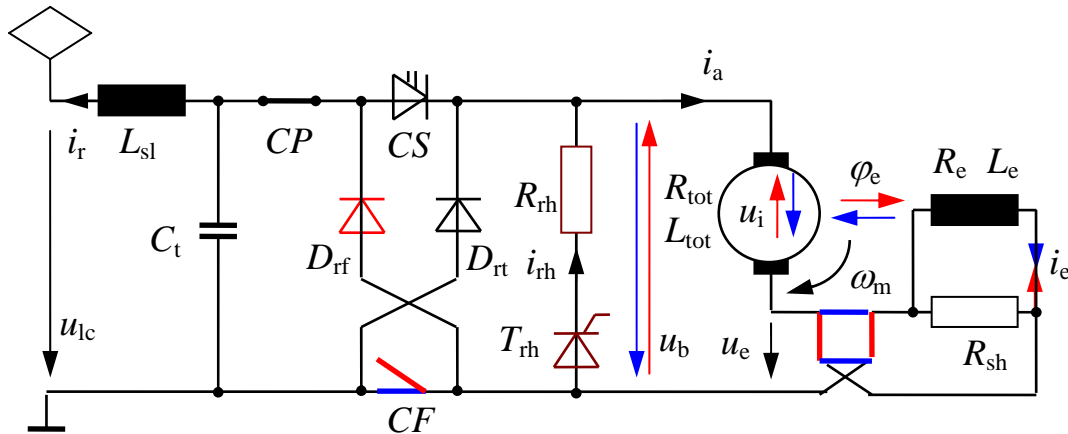 i_a
i_r
L_sl
CP
CS
R_rh
R_tot
L_tot
u_i
φ_e
R_e L_e
C_t
D_rf
D_rt
i_rh
ω_m
i_e
u_lc
T_rh
u_b
u_e
R_sh
CF